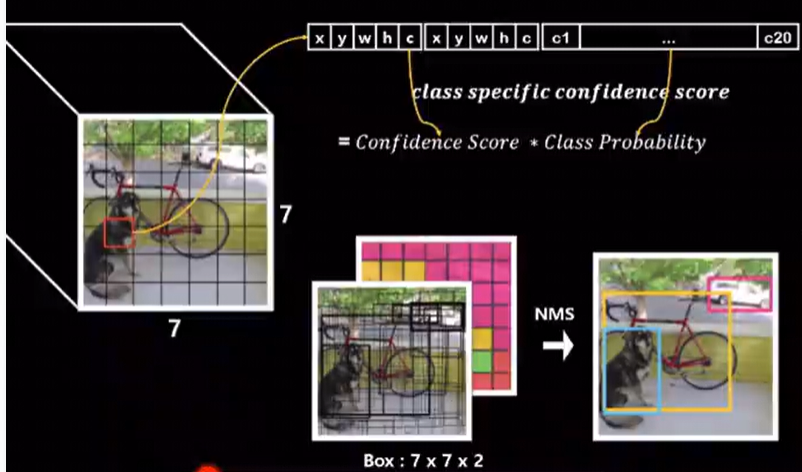 x y w h c x y w h c c1 ... c20
class specific confidence score
= Confidence Score * Class Probability
7
7
NMS
Box : 7 x 7 x 2